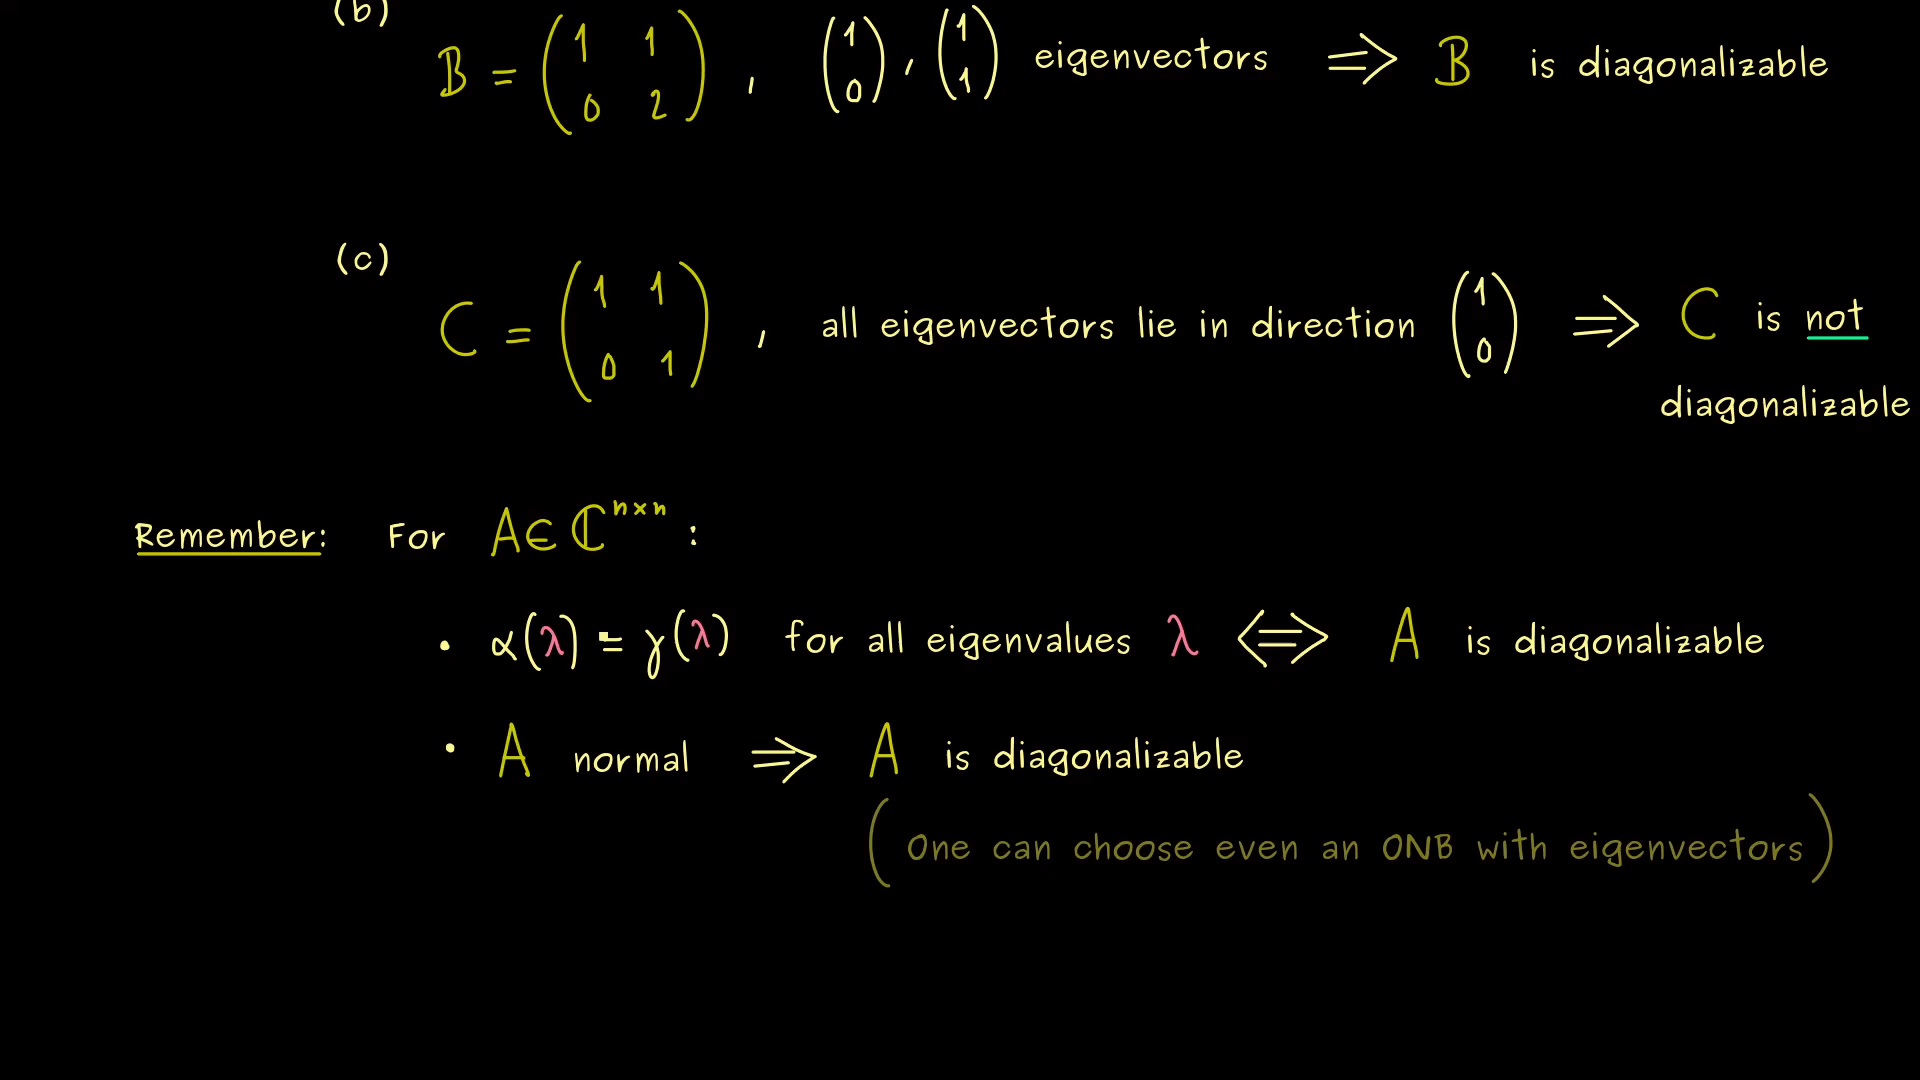 (b)
B = (1 1 0 2) , (1 0) , (1 1) eigenvectors ⟹ B is diagonalizable
(c)
C = (1 1 0 1) , all eigenvectors lie in direction (1 0) ⟹ C is not
diagonalizable
Remember: For A ∈ ℂⁿˣⁿ :
• α(λ) = γ(λ) for all eigenvalues λ ⟺ A is diagonalizable
• A normal ⟹ A is diagonalizable
(One can choose even an ONB with eigenvectors)